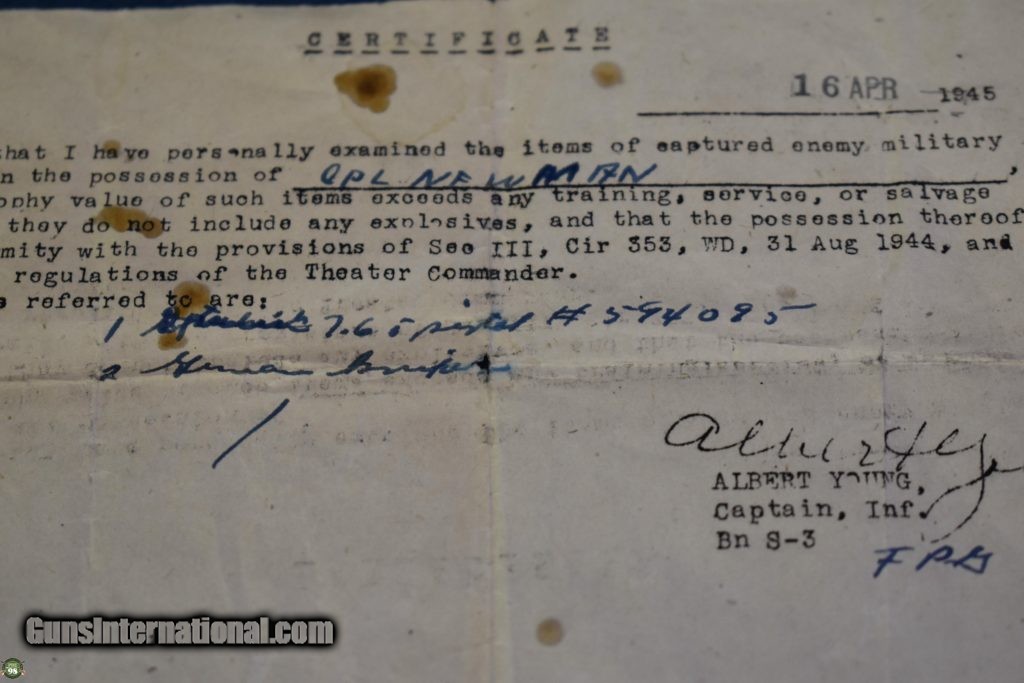 CERTIFICATE
16 APR 1945
that I have personally examined the items of captured enemy military
n the possession of CPL NEWMAN,
ophy value of such items exceeds any training, service, or salvage
they do not include any explosives, and that the possession thereof
mity with the provisions of Sec III, Cir 353, WD, 31 Aug 1944, and
regulations of the Theater Commander.
s referred to are:
1 7.65 pistol # 594085
2 German
ALBERT YOUNG,
Captain, Inf.
Bn S-3
GunsInternational.com
98